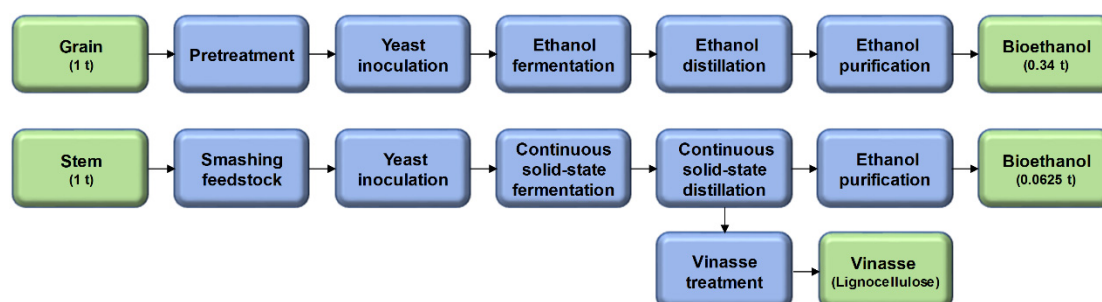 Grain
(1 t)
Pretreatment
Yeast
inoculation
Ethanol
fermentation
Ethanol
distillation
Ethanol
purification
Bioethanol
(0.34 t)
Stem
(1 t)
Smashing
feedstock
Yeast
inoculation
Continuous
solid-state
fermentation
Continuous
solid-state
distillation
Ethanol
purification
Bioethanol
(0.0625 t)
Vinasse
treatment
Vinasse
(Lignocellulose)